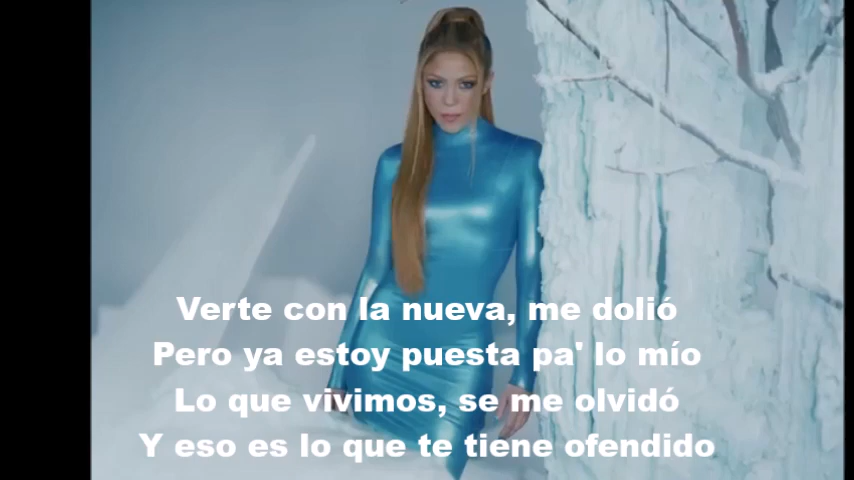 Verte con la nueva, me dolió
Pero ya estoy puesta pa' lo mío
Lo que vivimos, se me olvidó
Y eso es lo que te tiene ofendido